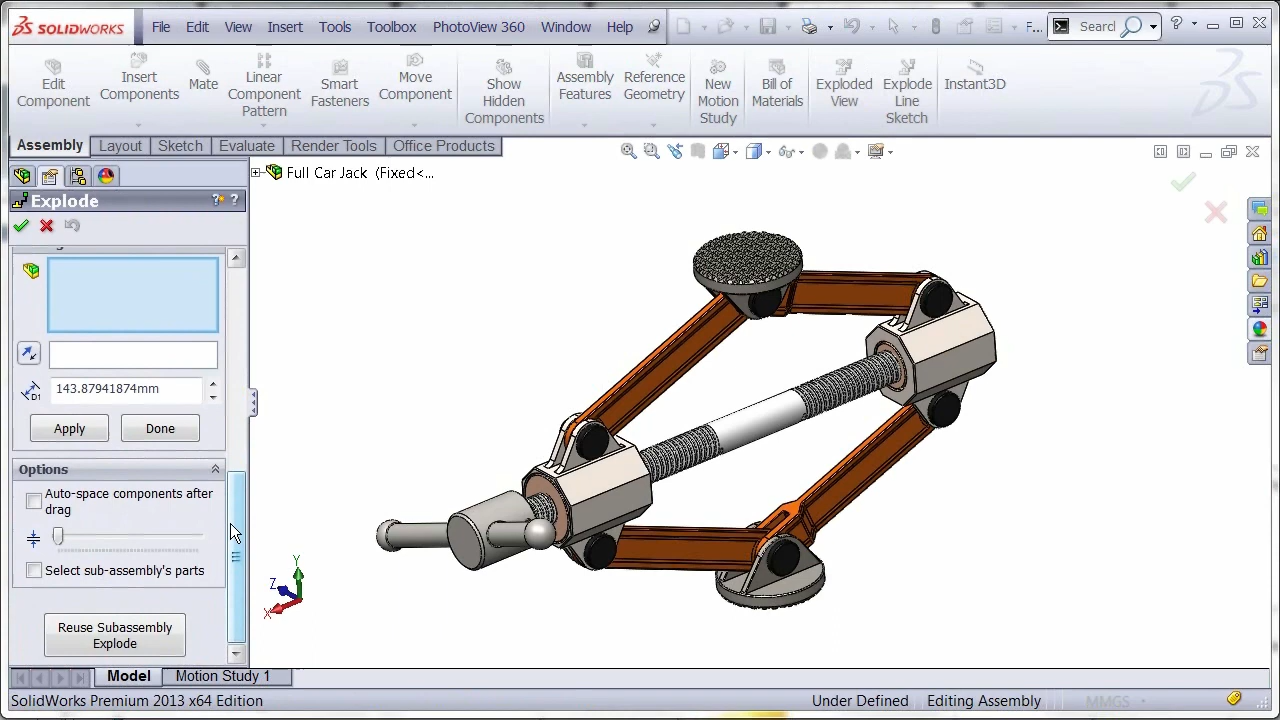 SOLIDWORKS File Edit View Insert Tools Toolbox PhotoView 360 Window Help F... Search ?
Edit Component
Insert Components
Mate
Linear Component Pattern
Smart Fasteners
Move Component
Show Hidden Components
Assembly Features
Reference Geometry
New Motion Study
Bill of Materials
Exploded View
Explode Line Sketch
Instant3D
Assembly Layout Sketch Evaluate Render Tools Office Products
Full Car Jack (Fixed<...
Explode ? ?
D1 143.87941874mm
Apply Done
Options
Auto-space components after
drag
Select sub-assembly's parts
Reuse Subassembly
Explode
Y
Z
X
Model Motion Study 1
SolidWorks Premium 2013 x64 Edition Under Defined Editing Assembly MMGS